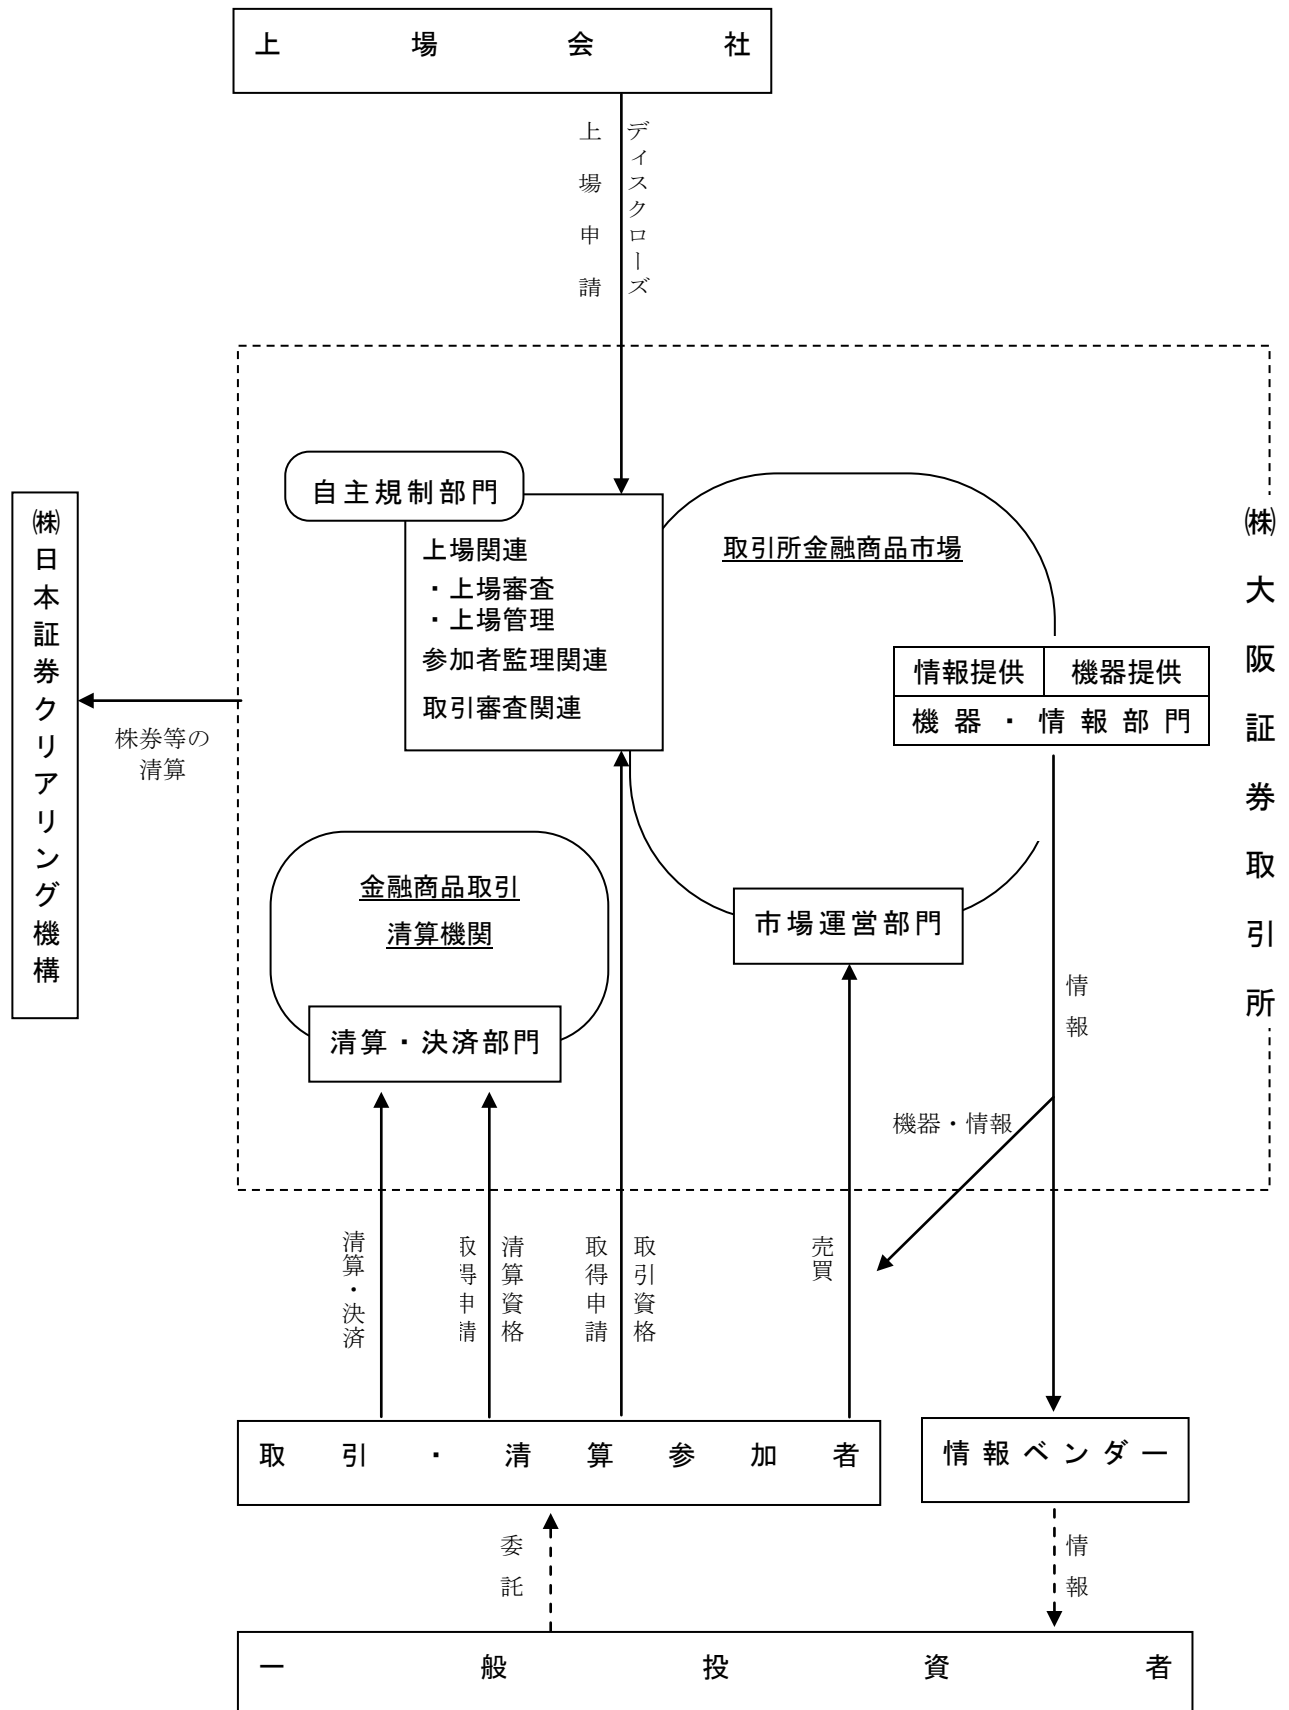 上場会社
上場申請
ディスクローズ
自主規制部門
上場関連
・上場審査
・上場管理
参加者監理関連
取引審査関連
取引所金融商品市場
情報提供
機器提供
機器・情報部門
㈱大阪証券取引所
㈱日本証券クリアリング機構
株券等の
清算
金融商品取引
清算機関
清算・決済部門
市場運営部門
情報
機器・情報
清算・決済
清算資格
取得申請
取引資格
取得申請
売買
取引・清算参加者
情報ベンダー
委託
情報
一般投資者